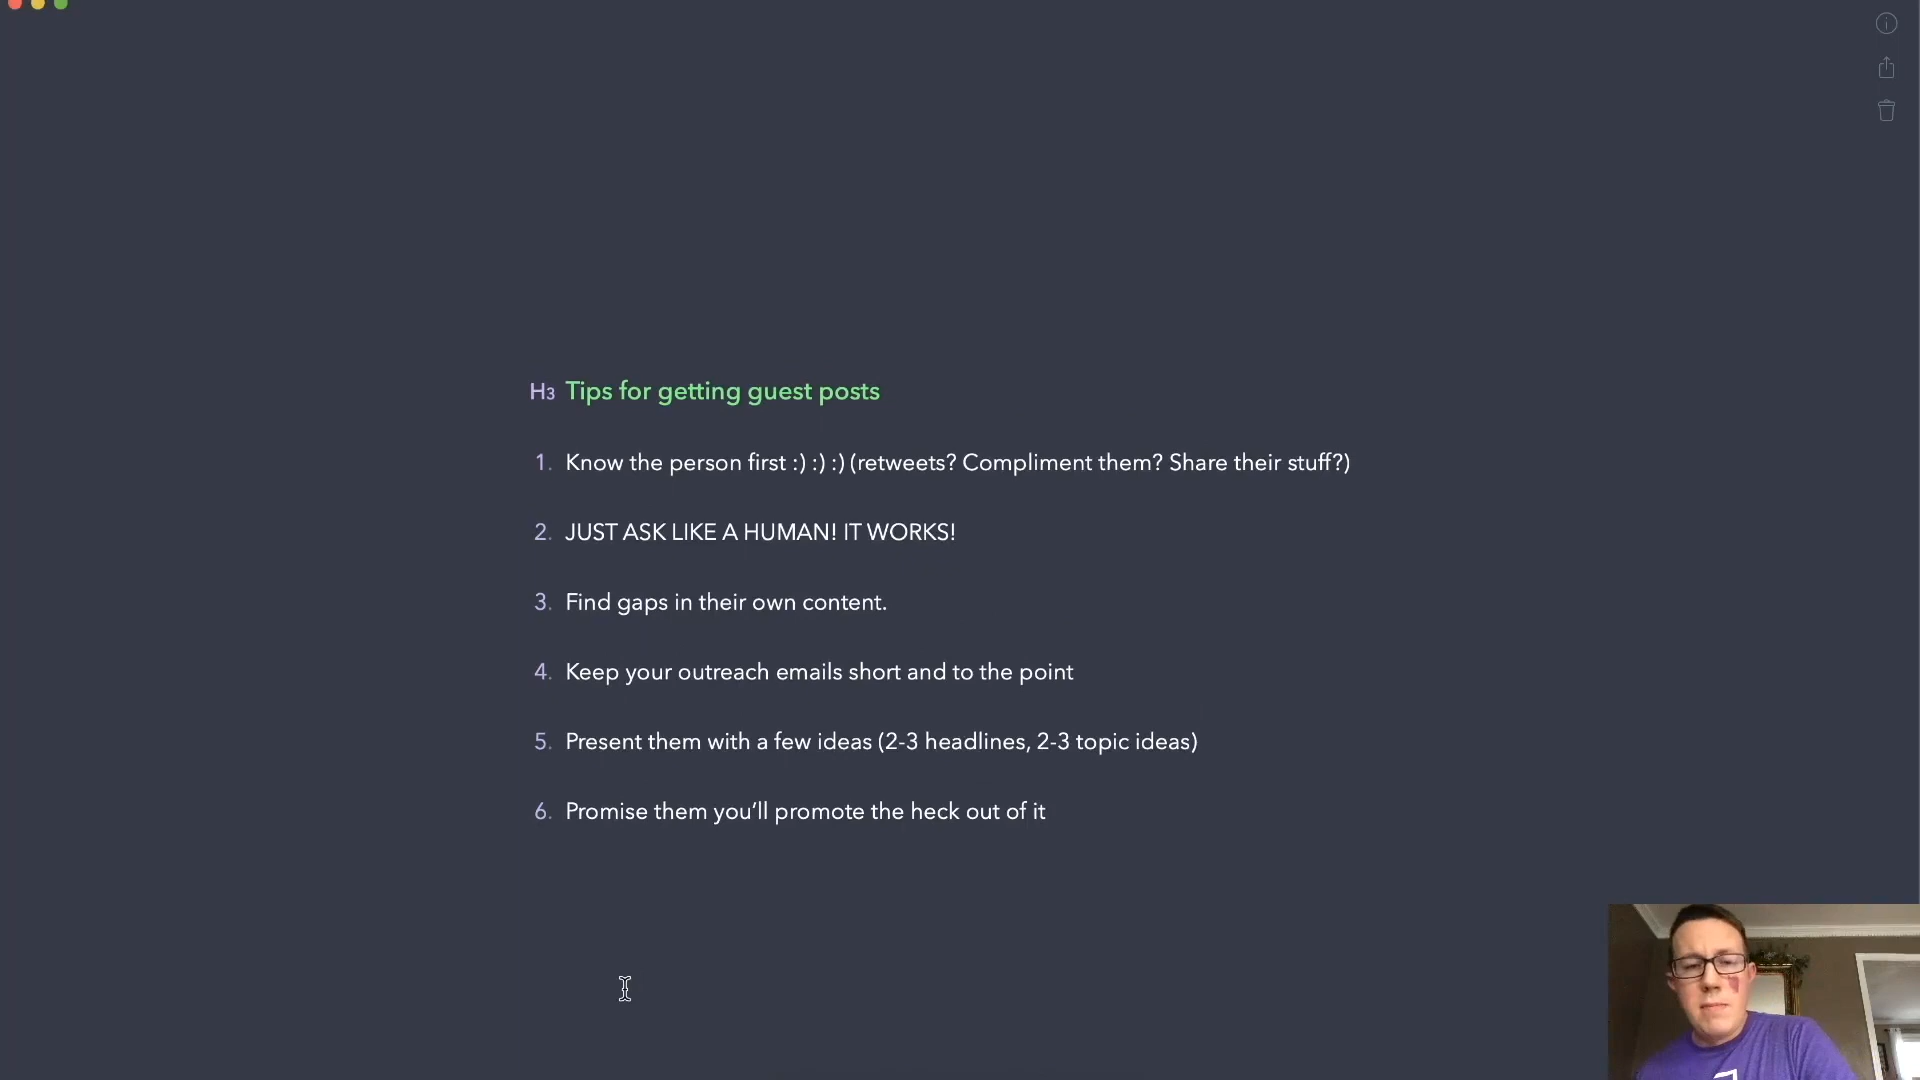 H3 Tips for getting guest posts
1. Know the person first :) :) :) (retweets? Compliment them? Share their stuff?)
2. JUST ASK LIKE A HUMAN! IT WORKS!
3. Find gaps in their own content.
4. Keep your outreach emails short and to the point
5. Present them with a few ideas (2-3 headlines, 2-3 topic ideas)
6. Promise them you’ll promote the heck out of it